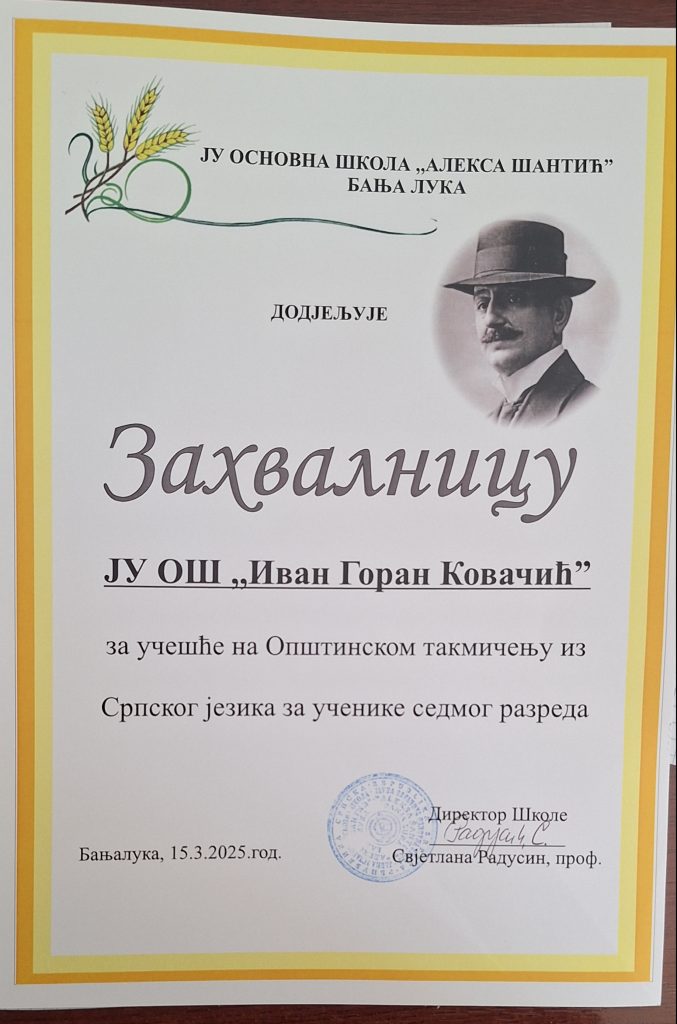 ЈУ ОСНОВНА ШКОЛА ,,АЛЕКСА ШАНТИЋ”
БАЊА ЛУКА
ДОДЈЕЉУЈЕ
Захвалницу
ЈУ ОШ ,,Иван Горан Ковачић”
за учешће на Општинском такмичењу из
Српског језика за ученике седмог разреда
Директор Школе
Бањалука, 15.3.2025.год.
Свјетлана Радусин, проф.